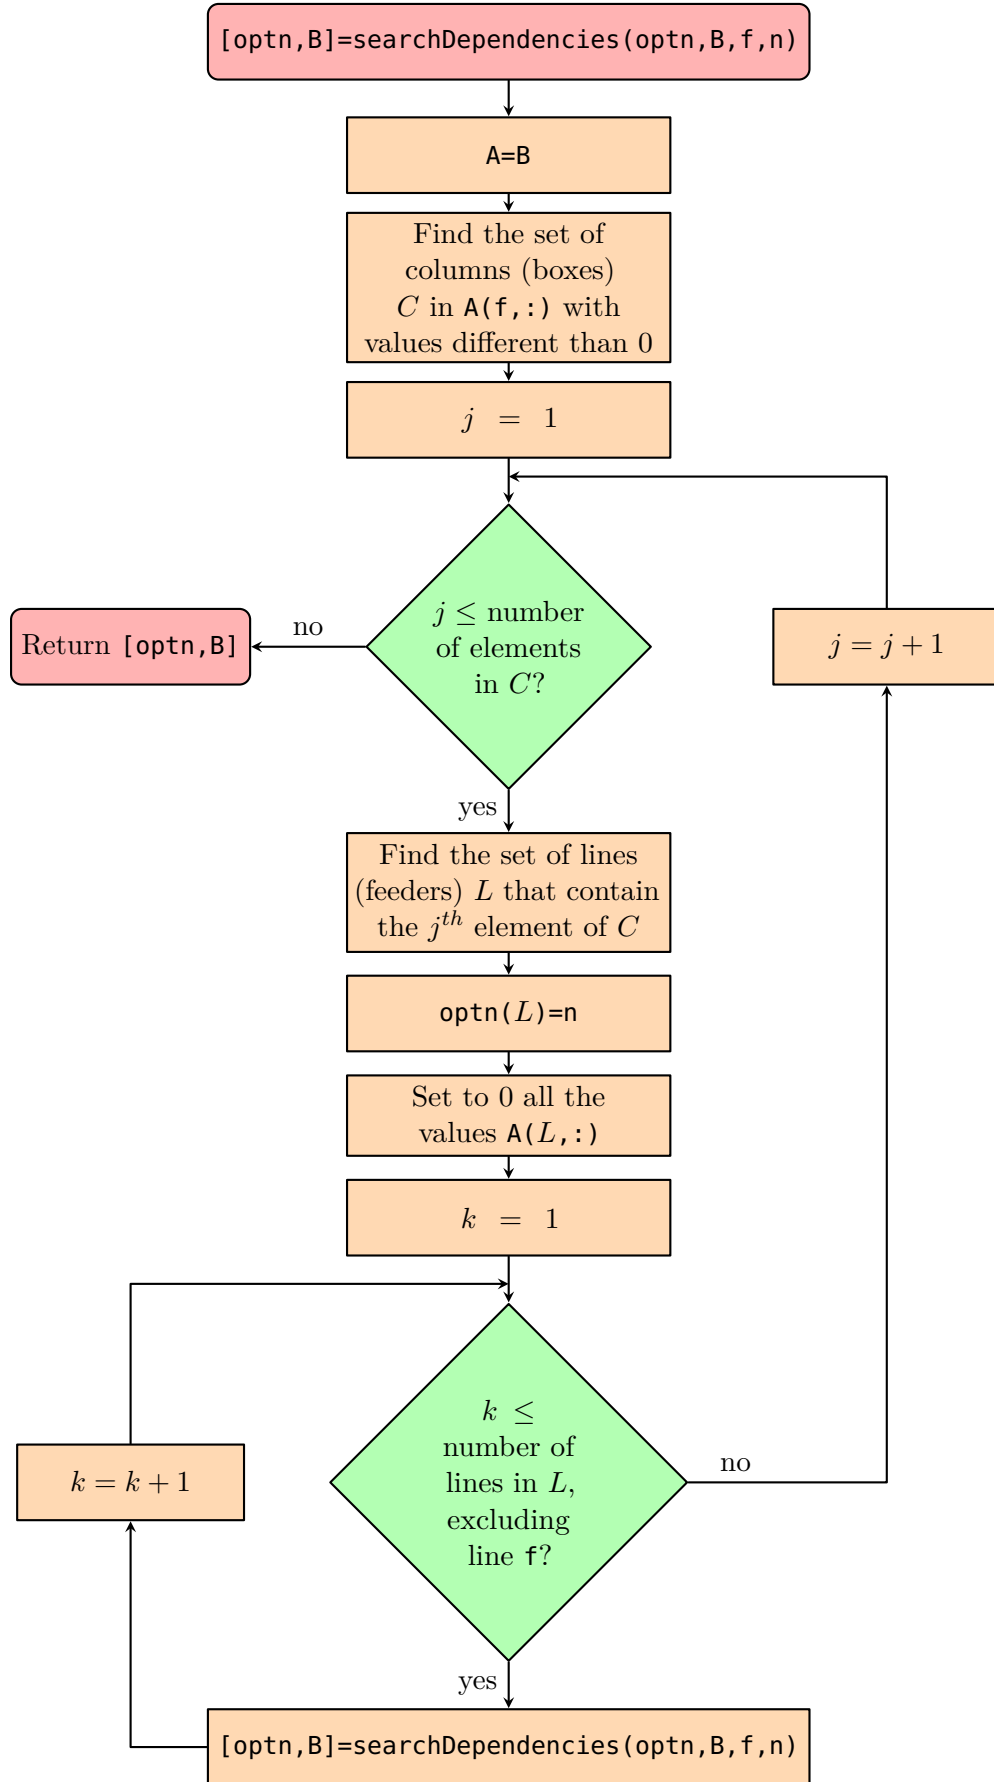 [optn,B]=searchDependencies(optn,B,f,n)
A=B
Find the set of
columns (boxes)
C in A(f,:) with
values different than 0
j = 1
j ≤ number
of elements
in C?
no
Return [optn,B]
j = j + 1
yes
Find the set of lines
(feeders) L that contain
the j^{th} element of C
optn(L)=n
Set to 0 all the
values A(L,:)
k = 1
k ≤
number of
lines in L,
excluding
line f?
no
k = k + 1
yes
[optn,B]=searchDependencies(optn,B,f,n)